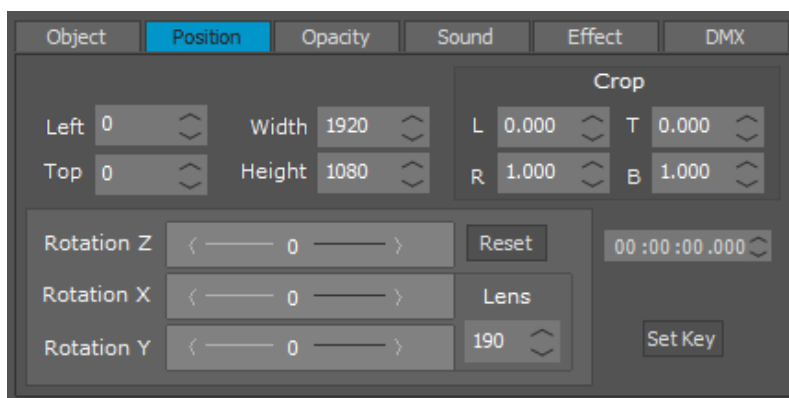 Object Position Opacity Sound Effect DMX
Crop
Left 0 Width 1920 L 0.000 T 0.000
Top 0 Height 1080 R 1.000 B 1.000
Rotation Z 0 Reset 00:00:00.000
Rotation X 0 Lens
Rotation Y 0 190 Set Key